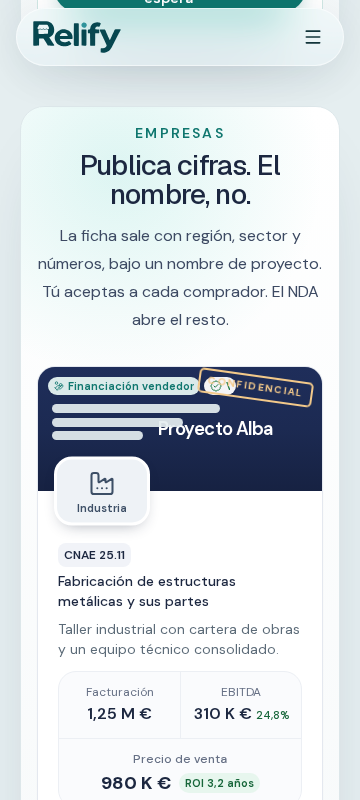 espera
Relify
EMPRESAS
Publica cifras. El
nombre, no.
La ficha sale con región, sector y
números, bajo un nombre de proyecto.
Tú aceptas a cada comprador. El NDA
abre el resto.
Financiación vendedor
CONFIDENCIAL
Proyecto Alba
Industria
CNAE 25.11
Fabricación de estructuras
metálicas y sus partes
Taller industrial con cartera de obras
y un equipo técnico consolidado.
Facturación
EBITDA
1,25 M €
310 K € 24,8%
Precio de venta
980 K € ROI 3,2 años